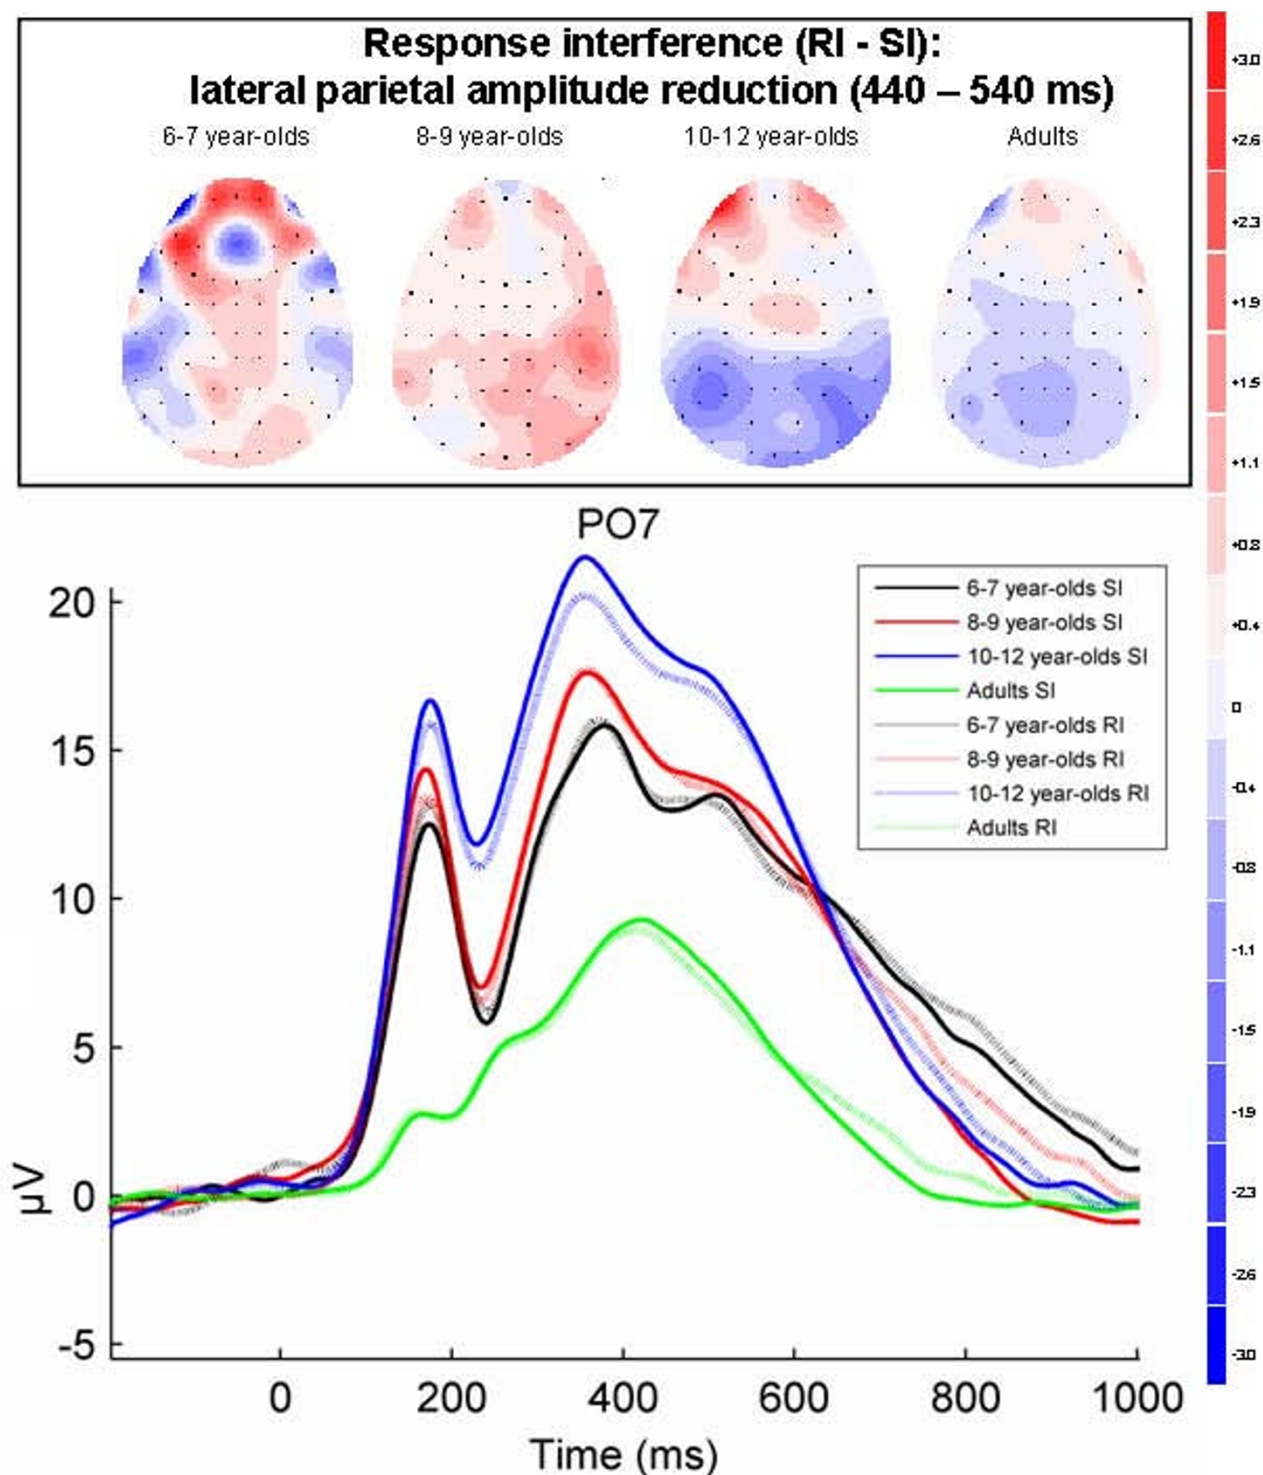 Response interference (RI - SI):
lateral parietal amplitude reduction (440 – 540 ms)
6-7 year-olds 8-9 year-olds 10-12 year-olds Adults
+3.0
+2.6
+2.3
+1.9
+1.5
+1.1
+0.8
+0.4
0
-0.4
-0.8
-1.1
-1.5
-1.9
-2.3
-2.6
-3.0
PO7
6-7 year-olds SI
8-9 year-olds SI
10-12 year-olds SI
Adults SI
6-7 year-olds RI
8-9 year-olds RI
10-12 year-olds RI
Adults RI
20
15
10
5
0
-5
µV
0 200 400 600 800 1000
Time (ms)